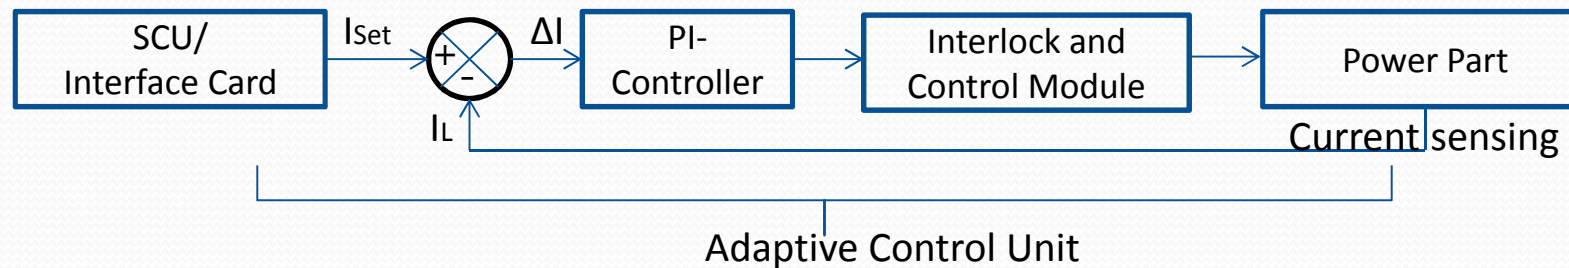 SCU/
Interface Card
ISet
+
-
ΔI
IL
PI-
Controller
Interlock and
Control Module
Power Part
Current sensing
Adaptive Control Unit